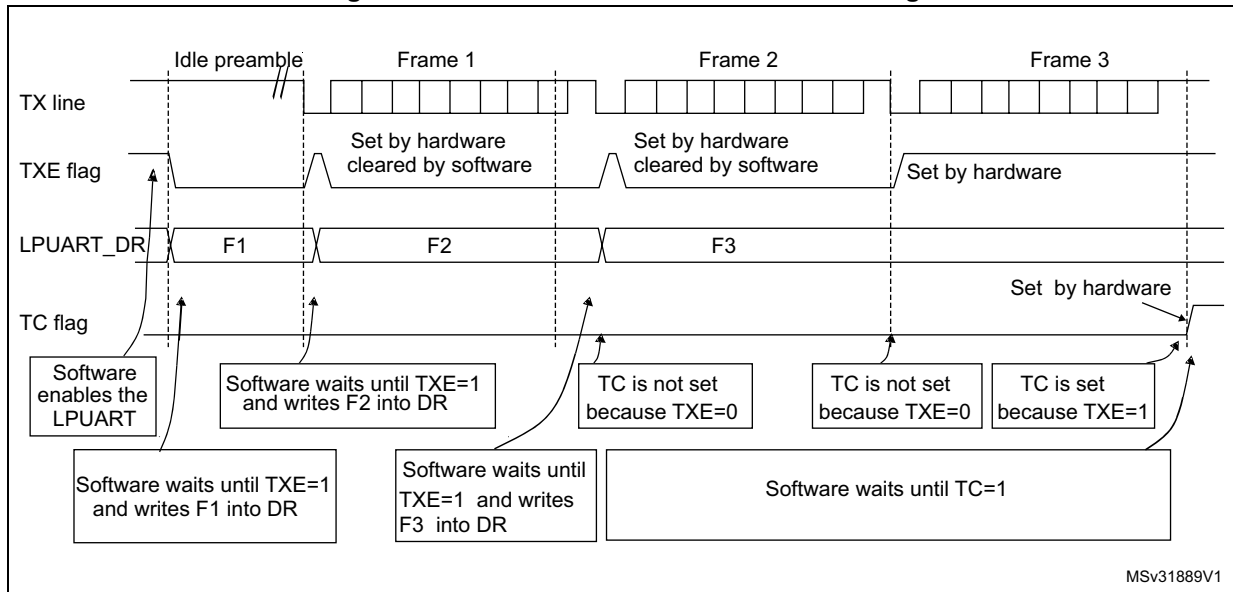 Idle preamble
Frame 1
Frame 2
Frame 3
TX line
TXE flag
Set by hardware
cleared by software
Set by hardware
cleared by software
Set by hardware
LPUART_DR
F1
F2
F3
TC flag
Set by hardware
Software
enables the
LPUART
Software waits until TXE=1
and writes F2 into DR
TC is not set
because TXE=0
TC is not set
because TXE=0
TC is set
because TXE=1
Software waits until TXE=1
and writes F1 into DR
Software waits until
TXE=1 and writes
F3 into DR
Software waits until TC=1
MSv31889V1